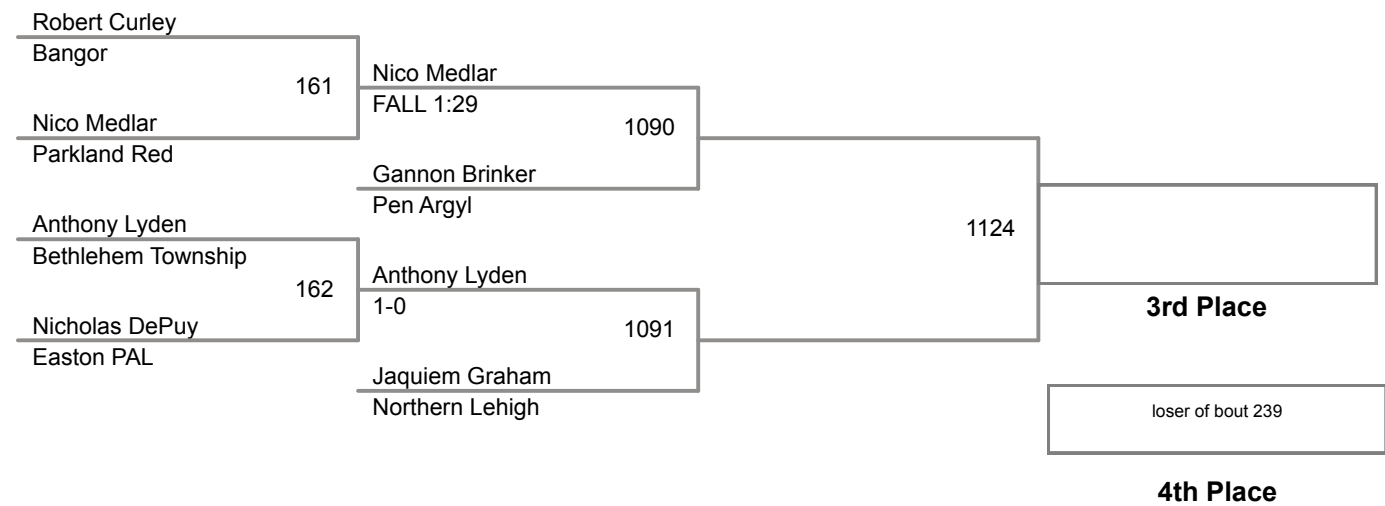 Robert Curley
Bangor
161
Nico Medlar
FALL 1:29
Nico Medlar
Parkland Red
1090
Gannon Brinker
Pen Argyl
Anthony Lyden
Bethlehem Township
1124
162
Anthony Lyden
1-0
Nicholas DePuy
Easton PAL
1091
Jaquiem Graham
Northern Lehigh
3rd Place
loser of bout 239
4th Place